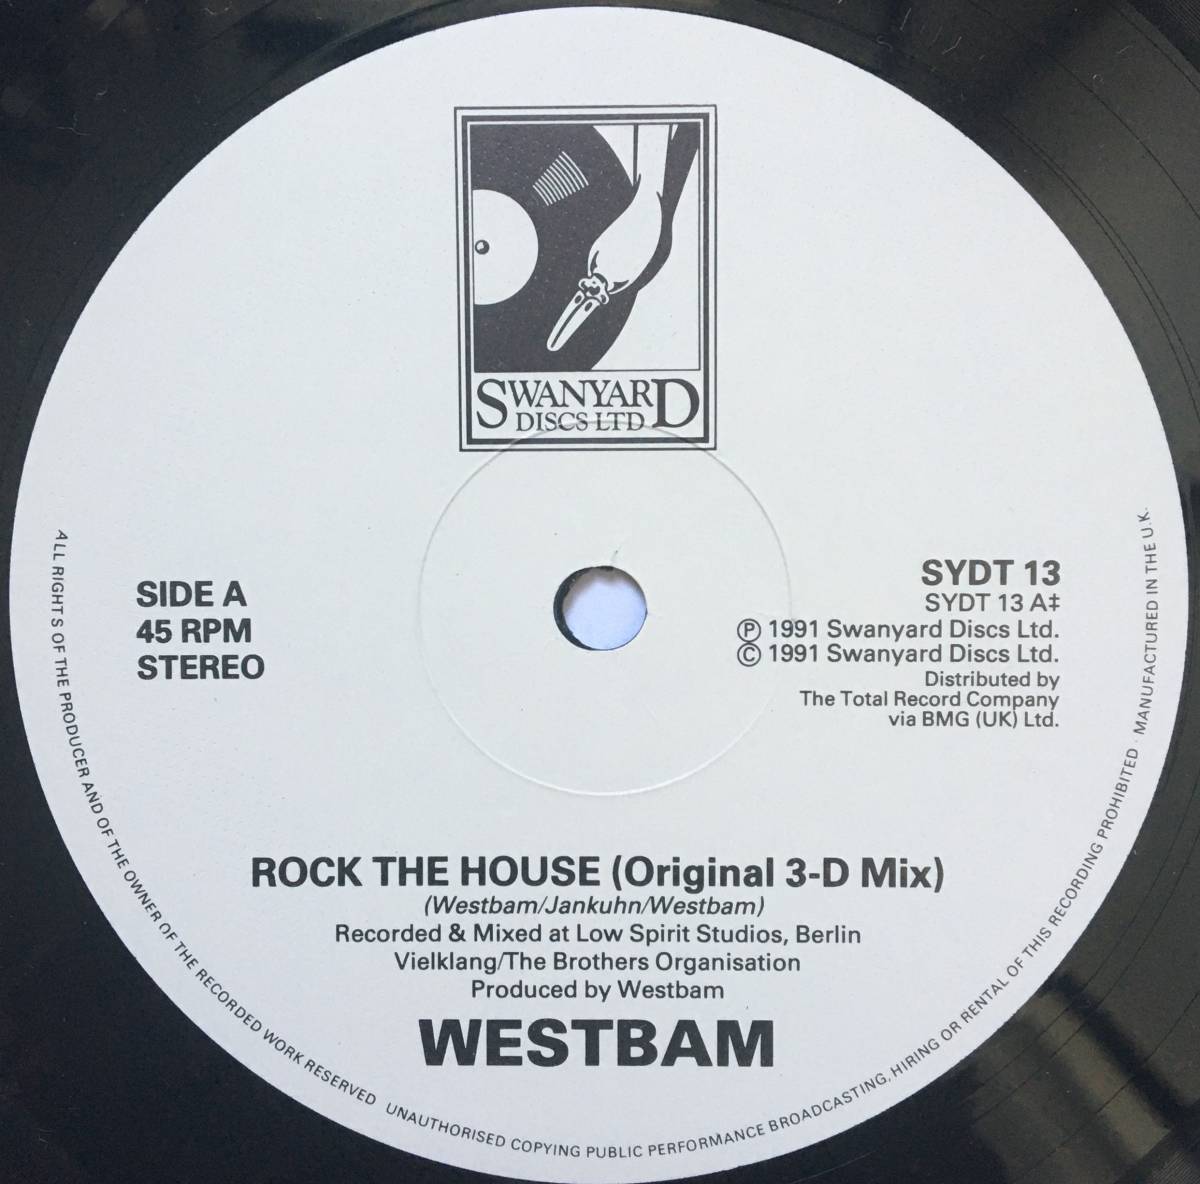 SWANYARD
DISCS LTD
SIDE A
45 RPM
STEREO
SYDT 13
SYDT 13 A‡
Ⓟ 1991 Swanyard Discs Ltd.
© 1991 Swanyard Discs Ltd.
Distributed by
The Total Record Company
via BMG (UK) Ltd.
ROCK THE HOUSE (Original 3-D Mix)
(Westbam/Jankuhn/Westbam)
Recorded & Mixed at Low Spirit Studios, Berlin
Vielklang/The Brothers Organisation
Produced by Westbam
WESTBAM
ALL RIGHTS OF THE PRODUCER AND OF THE OWNER OF THE RECORDED WORK RESERVED UNAUTHORISED COPYING PUBLIC PERFORMANCE BROADCASTING, HIRING OR RENTAL OF THIS RECORDING PROHIBITED · MANUFACTURED IN THE U.K.